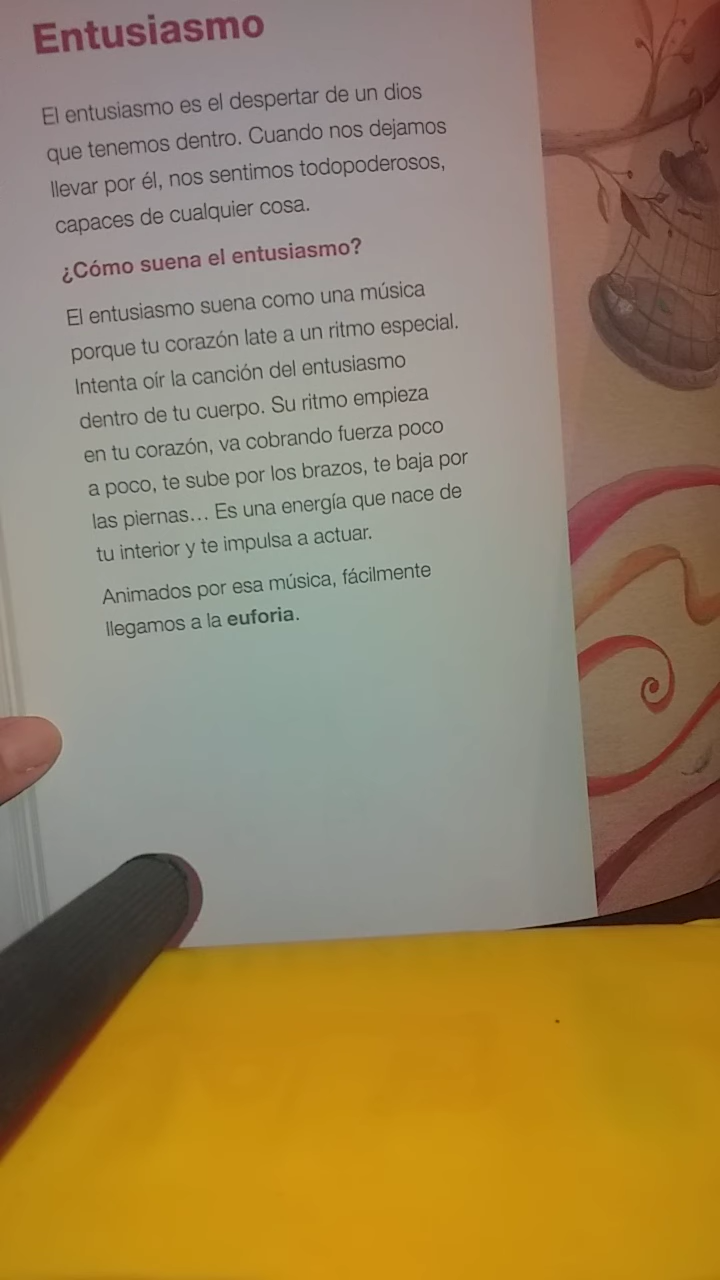 Entusiasmo
El entusiasmo es el despertar de un dios
que tenemos dentro. Cuando nos dejamos
llevar por él, nos sentimos todopoderosos,
capaces de cualquier cosa.
¿Cómo suena el entusiasmo?
El entusiasmo suena como una música
porque tu corazón late a un ritmo especial.
Intenta oír la canción del entusiasmo
dentro de tu cuerpo. Su ritmo empieza
en tu corazón, va cobrando fuerza poco
a poco, te sube por los brazos, te baja por
las piernas... Es una energía que nace de
tu interior y te impulsa a actuar.
Animados por esa música, fácilmente
llegamos a la euforia.